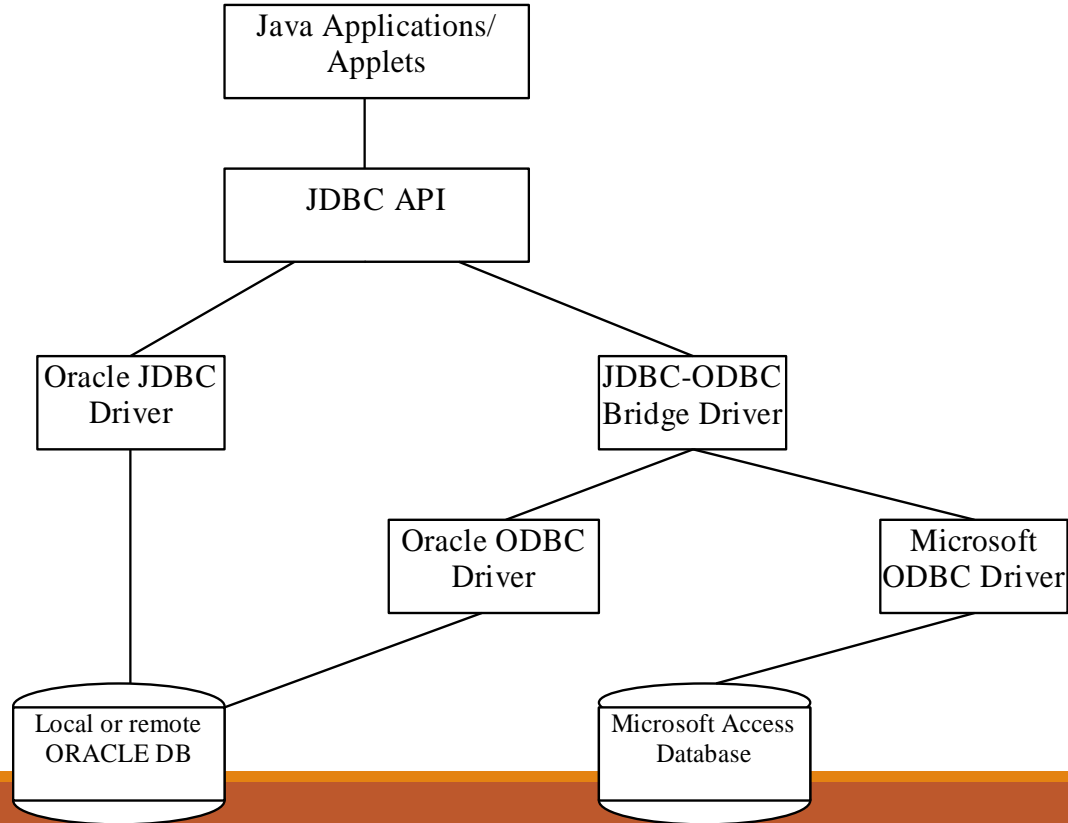 Java Applications/
Applets
JDBC API
Oracle JDBC
Driver
JDBC-ODBC
Bridge Driver
Oracle ODBC
Driver
Microsoft
ODBC Driver
Local or remote
ORACLE DB
Microsoft Access
Database